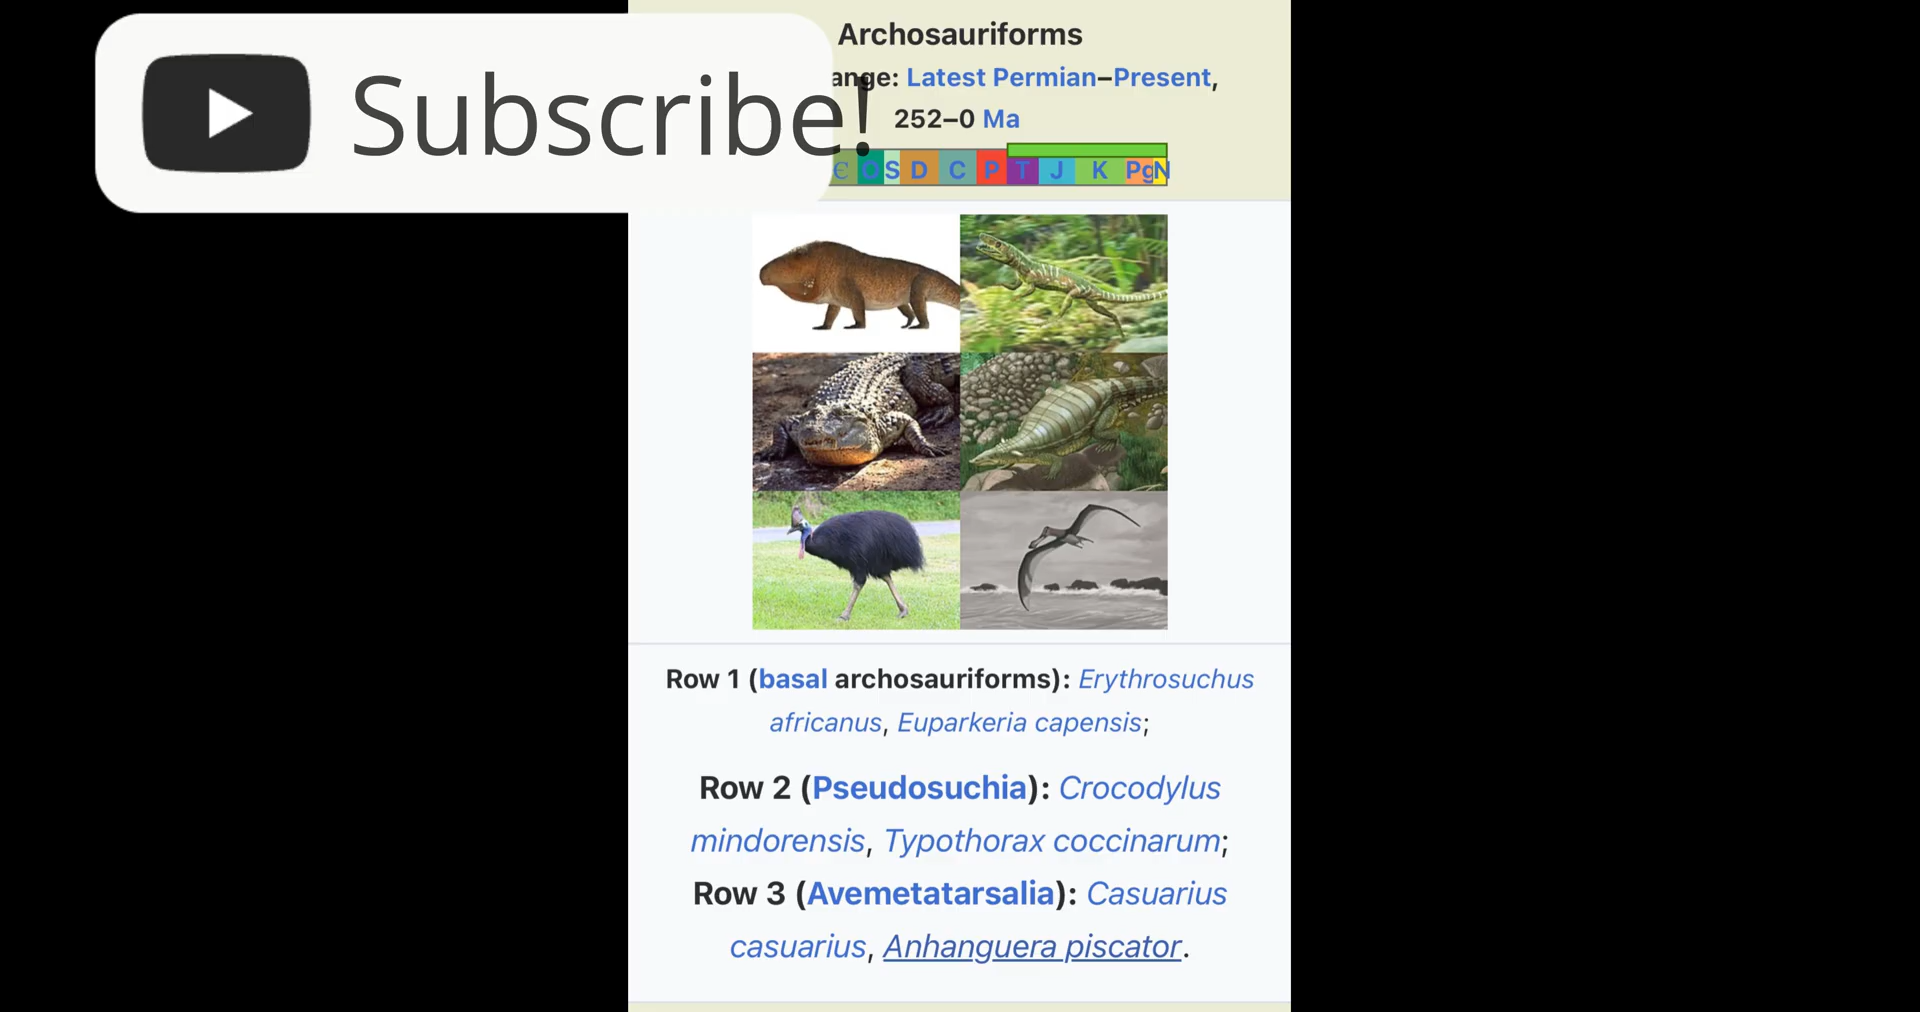 Subscribe!
Archosauriforms
ange: Latest Permian–Present,
252–0 Ma
Є O S D C P T J K Pg N
Row 1 (basal archosauriforms): Erythrosuchus
africanus, Euparkeria capensis;
Row 2 (Pseudosuchia): Crocodylus
mindorensis, Typothorax coccinarum;
Row 3 (Avemetatarsalia): Casuarius
casuarius, Anhanguera piscator.